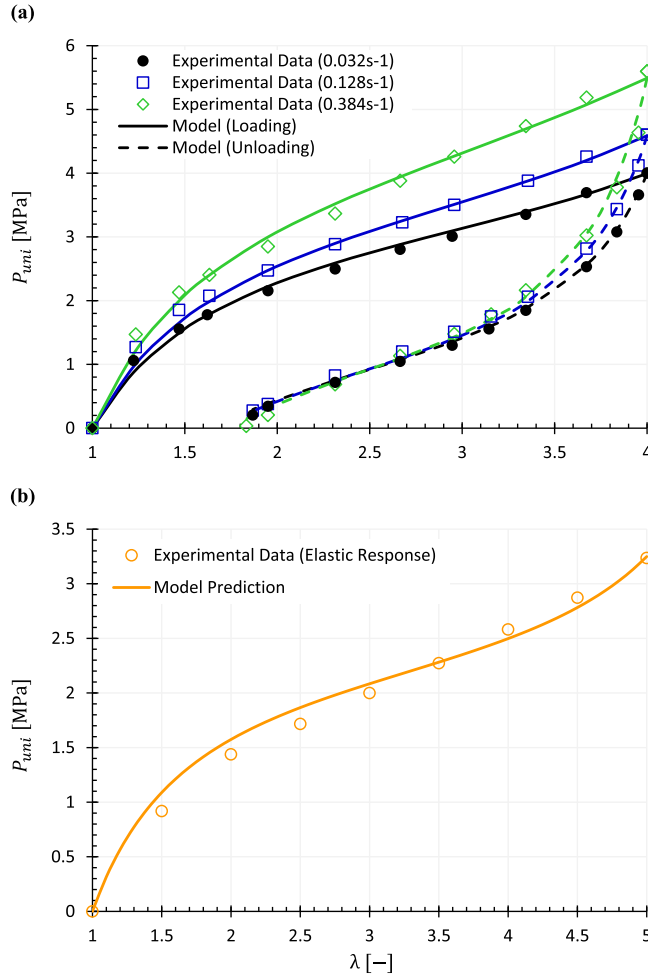 (a)
6
5
4
3
2
1
0
P_uni [MPa]
Experimental Data (0.032s-1)
Experimental Data (0.128s-1)
Experimental Data (0.384s-1)
Model (Loading)
Model (Unloading)
1 1.5 2 2.5 3 3.5 4
(b)
3.5
3
2.5
2
1.5
1
0.5
0
P_uni [MPa]
Experimental Data (Elastic Response)
Model Prediction
1 1.5 2 2.5 3 3.5 4 4.5 5
λ [−]